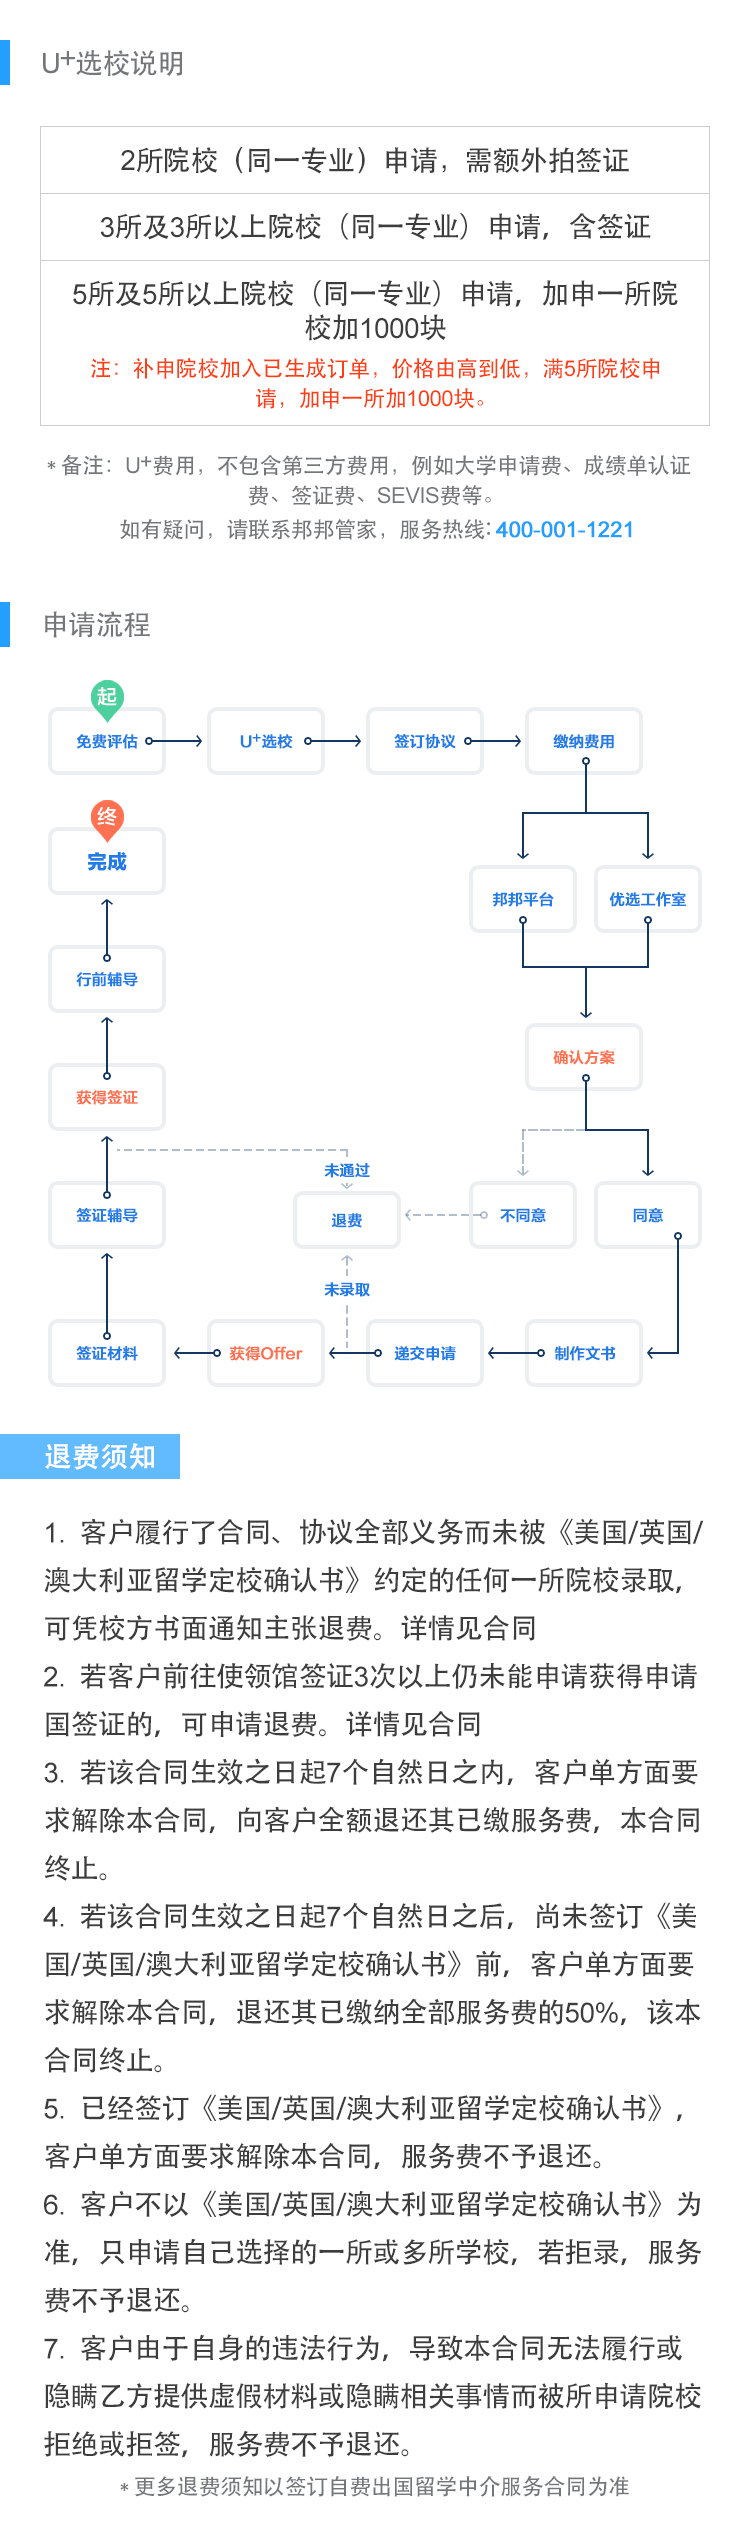 U⁺选校说明
2所院校（同一专业）申请，需额外拍签证
3所及3所以上院校（同一专业）申请，含签证
5所及5所以上院校（同一专业）申请，加申一所院
校加1000块
注：补申院校加入已生成订单，价格由高到低，满5所院校申
请，加申一所加1000块。
*备注：U⁺费用，不包含第三方费用，例如大学申请费、成绩单认证
费、签证费、SEVIS费等。
如有疑问，请联系邦邦管家，服务热线：400-001-1221
申请流程
起
免费评估
U⁺选校
签订协议
缴纳费用
终
完成
邦邦平台
优选工作室
行前辅导
确认方案
获得签证
未通过
签证辅导
退费
不同意
同意
未录取
签证材料
获得Offer
递交申请
制作文书
退费须知
1. 客户履行了合同、协议全部义务而未被《美国/英国/
澳大利亚留学定校确认书》约定的任何一所院校录取，
可凭校方书面通知主张退费。详情见合同
2. 若客户前往使领馆签证3次以上仍未能申请获得申请
国签证的，可申请退费。详情见合同
3. 若该合同生效之日起7个自然日之内，客户单方面要
求解除本合同，向客户全额退还其已缴服务费，本合同
终止。
4. 若该合同生效之日起7个自然日之后，尚未签订《美
国/英国/澳大利亚留学定校确认书》前，客户单方面要
求解除本合同，退还其已缴纳全部服务费的50%，该本
合同终止。
5. 已经签订《美国/英国/澳大利亚留学定校确认书》，
客户单方面要求解除本合同，服务费不予退还。
6. 客户不以《美国/英国/澳大利亚留学定校确认书》为
准，只申请自己选择的一所或多所学校，若拒录，服务
费不予退还。
7. 客户由于自身的违法行为，导致本合同无法履行或
隐瞒乙方提供虚假材料或隐瞒相关事情而被所申请院校
拒绝或拒签，服务费不予退还。
*更多退费须知以签订自费出国留学中介服务合同为准